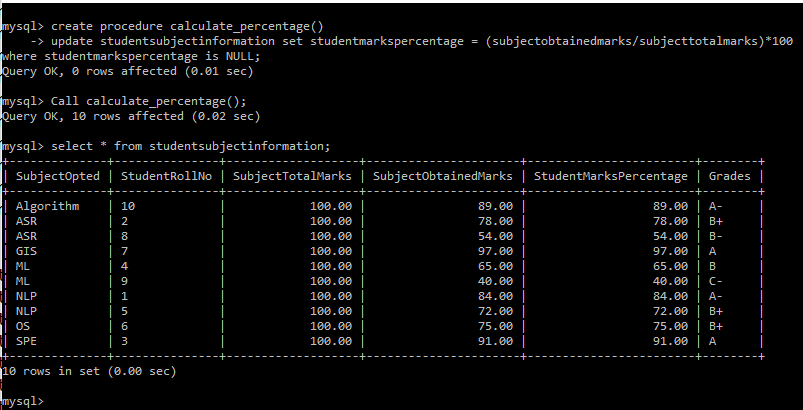 mysql> create procedure calculate_percentage()
    -> update studentsubjectinformation set studentmarkspercentage = (subjectobtainedmarks/subjecttotalmarks)*100
where studentmarkspercentage is NULL;
Query OK, 0 rows affected (0.01 sec)

mysql> Call calculate_percentage();
Query OK, 10 rows affected (0.02 sec)

mysql> select * from studentsubjectinformation;
+--------------+---------------+-------------------+----------------------+------------------------+--------+
| SubjectOpted | StudentRollNo | SubjectTotalMarks | SubjectObtainedMarks | StudentMarksPercentage | Grades |
+--------------+---------------+-------------------+----------------------+------------------------+--------+
| Algorithm    | 10            |            100.00 |                89.00 |                  89.00 | A-     |
| ASR          | 2             |            100.00 |                78.00 |                  78.00 | B+     |
| ASR          | 8             |            100.00 |                54.00 |                  54.00 | B-     |
| GIS          | 7             |            100.00 |                97.00 |                  97.00 | A      |
| ML           | 4             |            100.00 |                65.00 |                  65.00 | B      |
| ML           | 9             |            100.00 |                40.00 |                  40.00 | C-     |
| NLP          | 1             |            100.00 |                84.00 |                  84.00 | A-     |
| NLP          | 5             |            100.00 |                72.00 |                  72.00 | B+     |
| OS           | 6             |            100.00 |                75.00 |                  75.00 | B+     |
| SPE          | 3             |            100.00 |                91.00 |                  91.00 | A      |
+--------------+---------------+-------------------+----------------------+------------------------+--------+
10 rows in set (0.00 sec)

mysql>